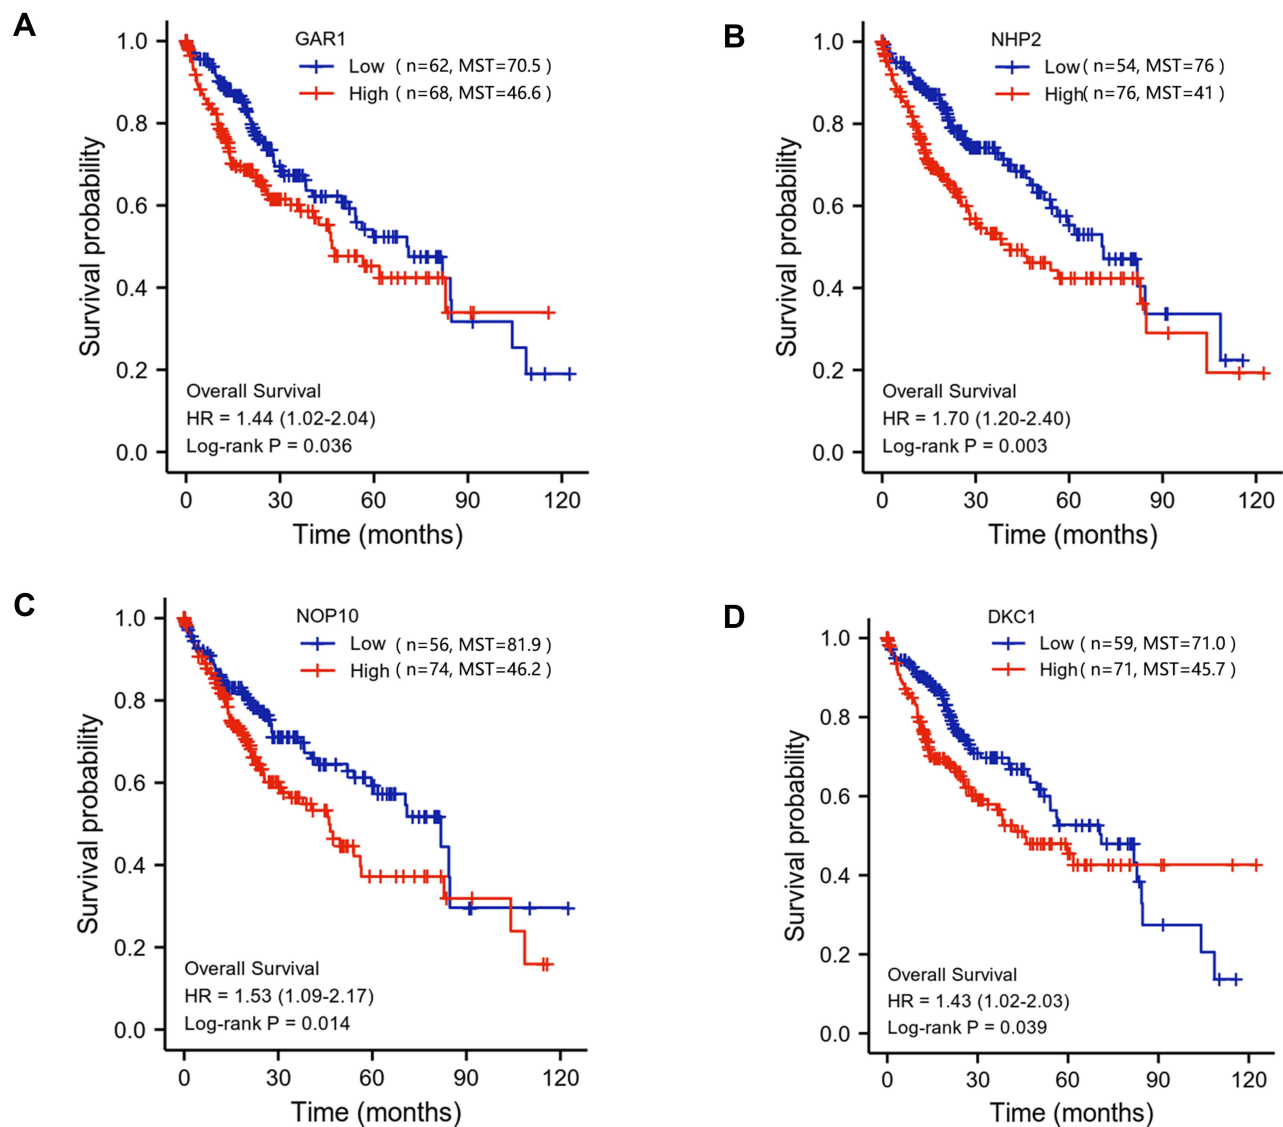 A
GAR1
Low ( n=62, MST=70.5 )
High ( n=68, MST=46.6 )
Survival probability
1.0
0.8
0.6
0.4
0.2
0.0
Overall Survival
HR = 1.44 (1.02-2.04)
Log-rank P = 0.036
0 30 60 90 120
Time (months)
B
NHP2
Low ( n=54, MST=76 )
High( n=76, MST=41 )
Survival probability
1.0
0.8
0.6
0.4
0.2
0.0
Overall Survival
HR = 1.70 (1.20-2.40)
Log-rank P = 0.003
0 30 60 90 120
Time (months)
C
NOP10
Low ( n=56, MST=81.9 )
High ( n=74, MST=46.2 )
Survival probability
1.0
0.8
0.6
0.4
0.2
0.0
Overall Survival
HR = 1.53 (1.09-2.17)
Log-rank P = 0.014
0 30 60 90 120
Time (months)
D
DKC1
Low ( n=59, MST=71.0 )
High ( n=71, MST=45.7 )
Survival probability
1.0
0.8
0.6
0.4
0.2
0.0
Overall Survival
HR = 1.43 (1.02-2.03)
Log-rank P = 0.039
0 30 60 90 120
Time (months)